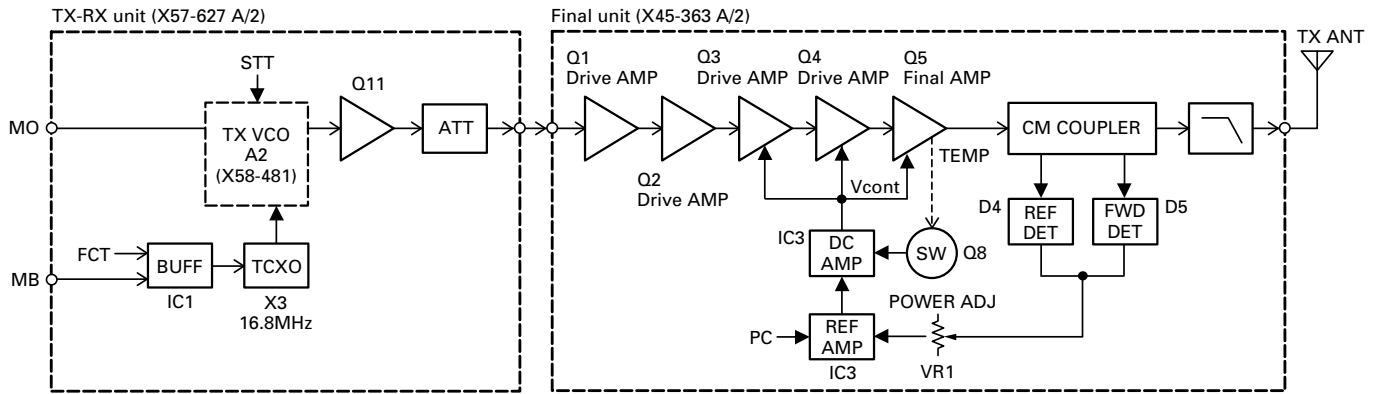 TX-RX unit (X57-627 A/2)
Final unit (X45-363 A/2)
TX ANT
STT
Q11
Q1
Drive AMP
Q3
Drive AMP
Q4
Drive AMP
Q5
Final AMP
MO
TX VCO
A2
(X58-481)
ATT
CM COUPLER
TEMP
Q2
Drive AMP
Vcont
D4
REF
DET
FWD
DET
D5
FCT
BUFF
IC1
TCXO
X3
16.8MHz
MB
IC3
DC
AMP
SW
Q8
POWER ADJ
PC
REF
AMP
IC3
VR1